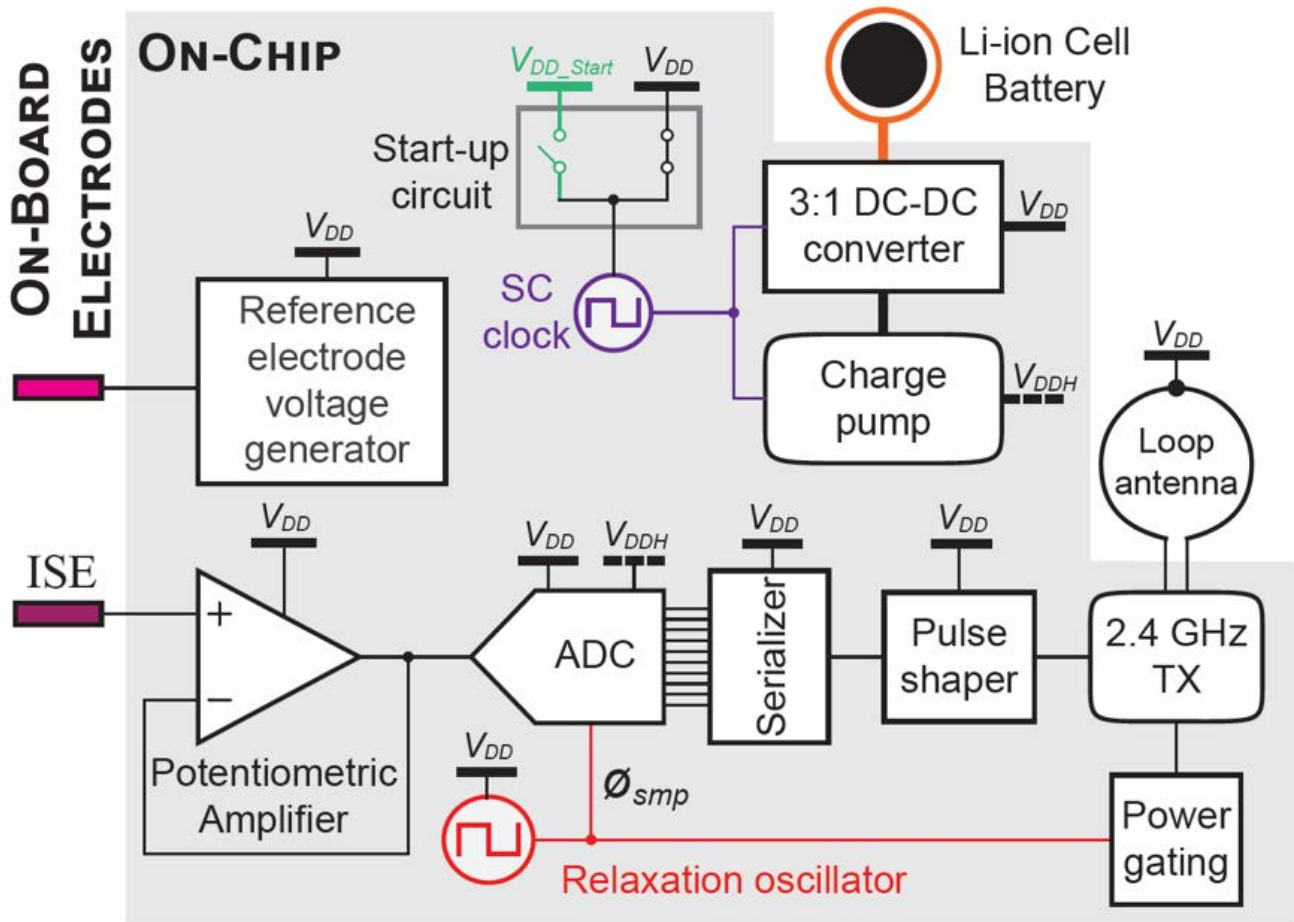 ON-BOARD
ELECTRODES
ON-CHIP
V_DD_Start
V_DD
Start-up
circuit
Li-ion Cell
Battery
3:1 DC-DC
converter
V_DD
SC
clock
Charge
pump
V_DDH
V_DD
Reference
electrode
voltage
generator
V_DD
Loop
antenna
ISE
V_DD
+
−
Potentiometric
Amplifier
V_DD
V_DDH
ADC
V_DD
Serializer
V_DD
Pulse
shaper
2.4 GHz
TX
V_DD
Ø_smp
Relaxation oscillator
Power
gating